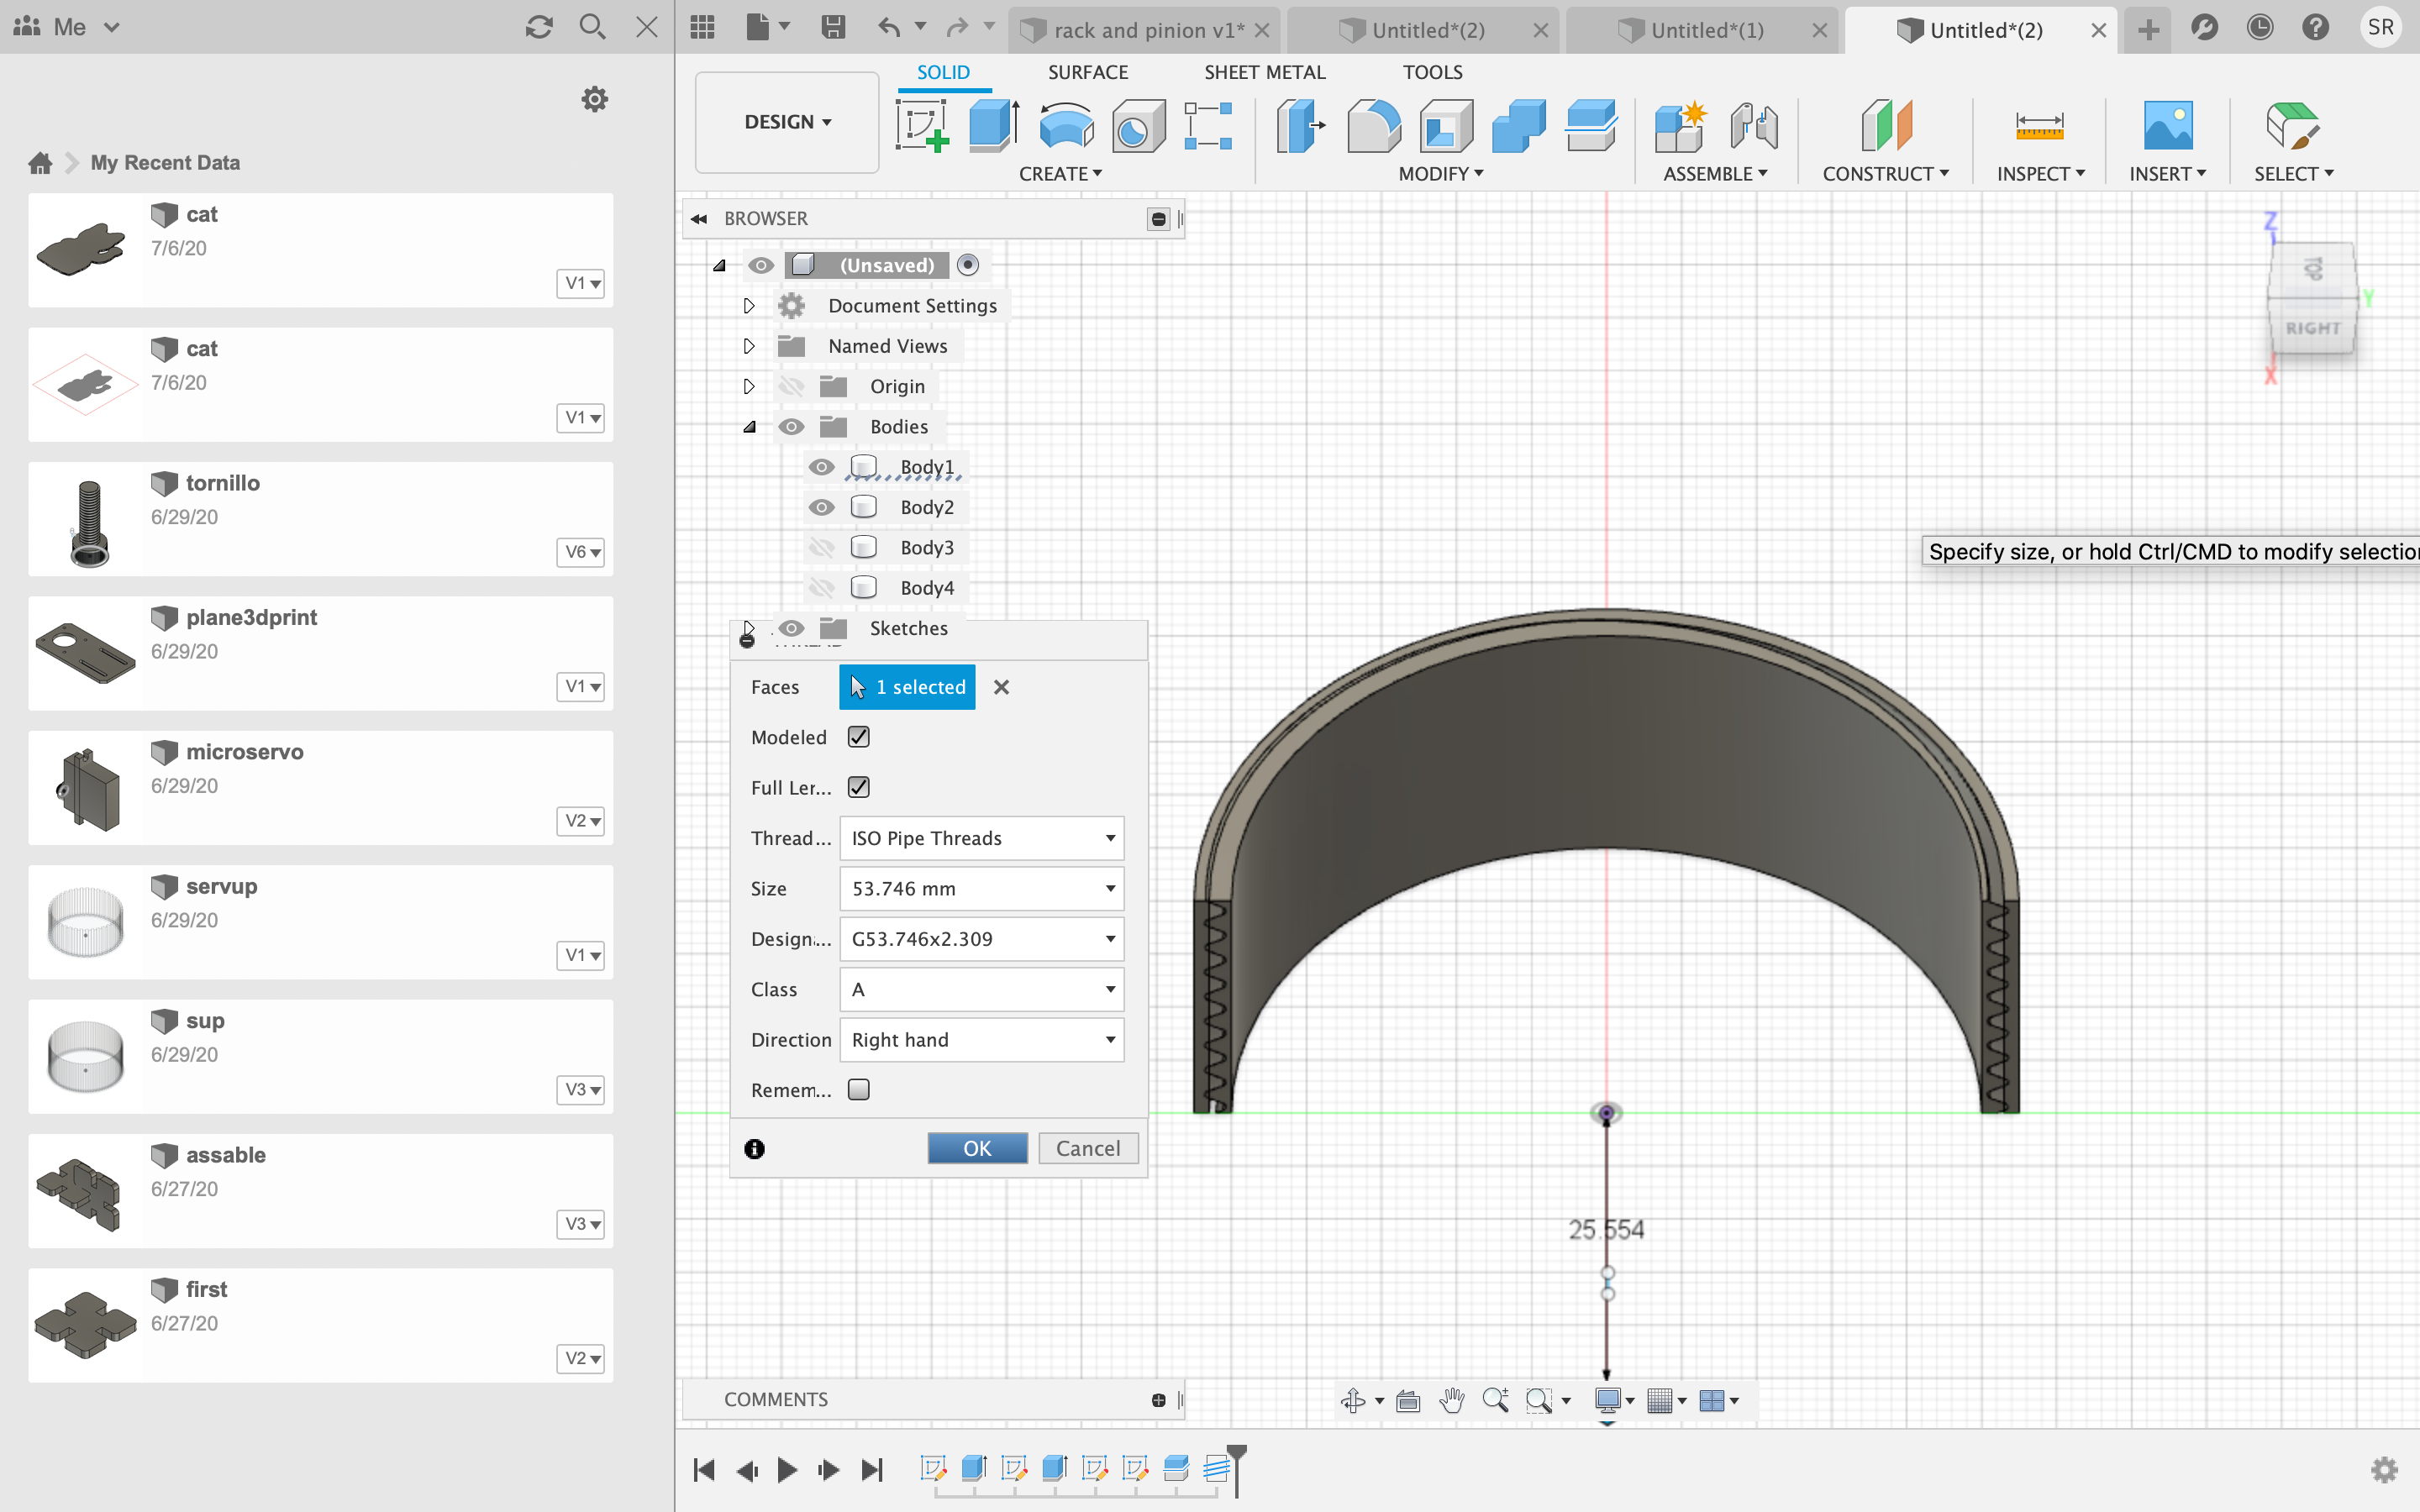 Me
rack and pinion v1*
Untitled*(2)
Untitled*(1)
Untitled*(2)
SR
DESIGN
SOLID
SURFACE
SHEET METAL
TOOLS
CREATE
MODIFY
ASSEMBLE
CONSTRUCT
INSPECT
INSERT
SELECT
My Recent Data
cat
7/6/20
V1
cat
7/6/20
V1
tornillo
6/29/20
V6
plane3dprint
6/29/20
V1
microservo
6/29/20
V2
servup
6/29/20
V1
sup
6/29/20
V3
assable
6/27/20
V3
first
6/27/20
V2
BROWSER
(Unsaved)
Document Settings
Named Views
Origin
Bodies
Body1
Body2
Body3
Body4
Sketches
Faces
1 selected
Modeled
Full Ler...
Thread...
ISO Pipe Threads
Size
53.746 mm
Design...
G53.746x2.309
Class
A
Direction
Right hand
Remem...
OK
Cancel
Z
TOP
Y
RIGHT
X
Specify size, or hold Ctrl/CMD to modify selectio
25.554
COMMENTS